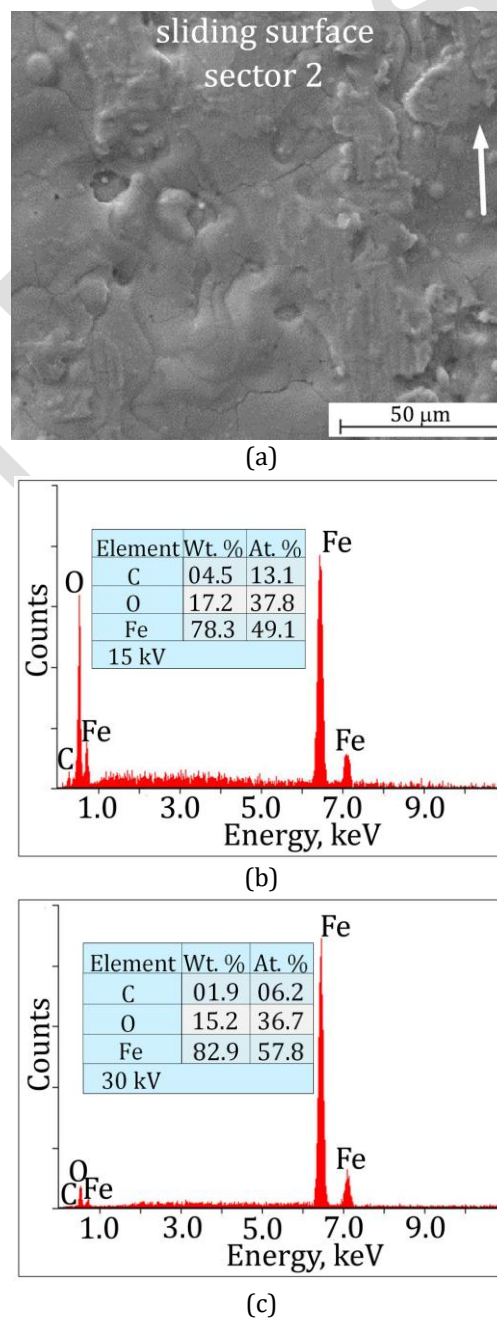 sliding surface
sector 2
50 μm
(a)
Element Wt. % At. %
C 04.5 13.1
O 17.2 37.8
Fe 78.3 49.1
15 kV
Fe
O
Fe
Fe
C
Counts
1.0 3.0 5.0 7.0 9.0
Energy, keV
(b)
Element Wt. % At. %
C 01.9 06.2
O 15.2 36.7
Fe 82.9 57.8
30 kV
Fe
Fe
O
C Fe
Counts
1.0 3.0 5.0 7.0 9.0
Energy, keV
(c)